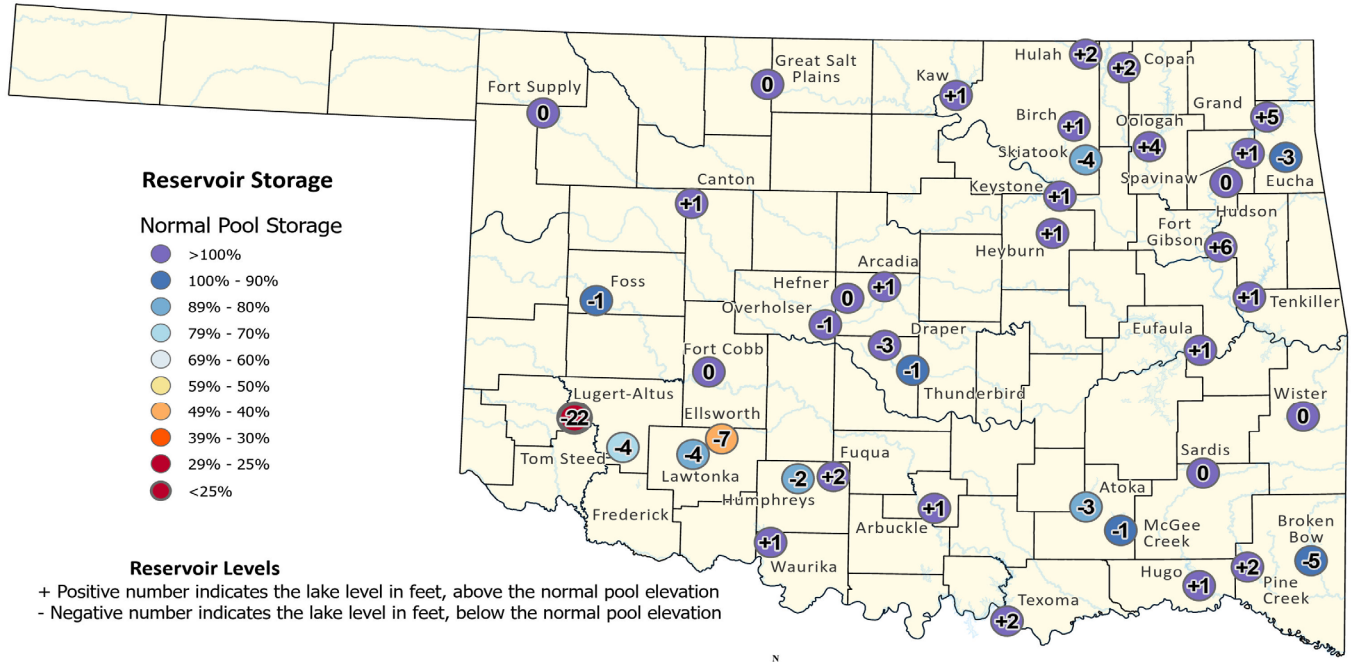 Hulah
+2
+2
Copan
Great Salt
Plains
0
Kaw
+1
Fort Supply
0
Grand
+5
Birch
+1
Oologah
+4
Skiatook
-4
+1
-3
Spavinaw
Eucha
0
Hudson
Reservoir Storage
Canton
+1
Keystone
+1
Normal Pool Storage
>100%
100% - 90%
89% - 80%
79% - 70%
69% - 60%
59% - 50%
49% - 40%
39% - 30%
29% - 25%
<25%
Heyburn
+1
Fort
Gibson
+6
Arcadia
+1
Hefner
0
Foss
-1
Overholser
-1
+1
Tenkiller
Draper
-3
-1
Thunderbird
Eufaula
+1
Fort Cobb
0
Lugert-Altus
-22
Ellsworth
-7
Wister
0
Tom Steed
-4
-4
Lawtonka
Fuqua
-2
+2
Humphreys
Sardis
0
Frederick
Atoka
-3
+1
Arbuckle
-1
McGee
Creek
Broken
Bow
-5
+1
Waurika
Hugo
+1
+2
Pine
Creek
Texoma
+2
Reservoir Levels
+ Positive number indicates the lake level in feet, above the normal pool elevation
- Negative number indicates the lake level in feet, below the normal pool elevation
N